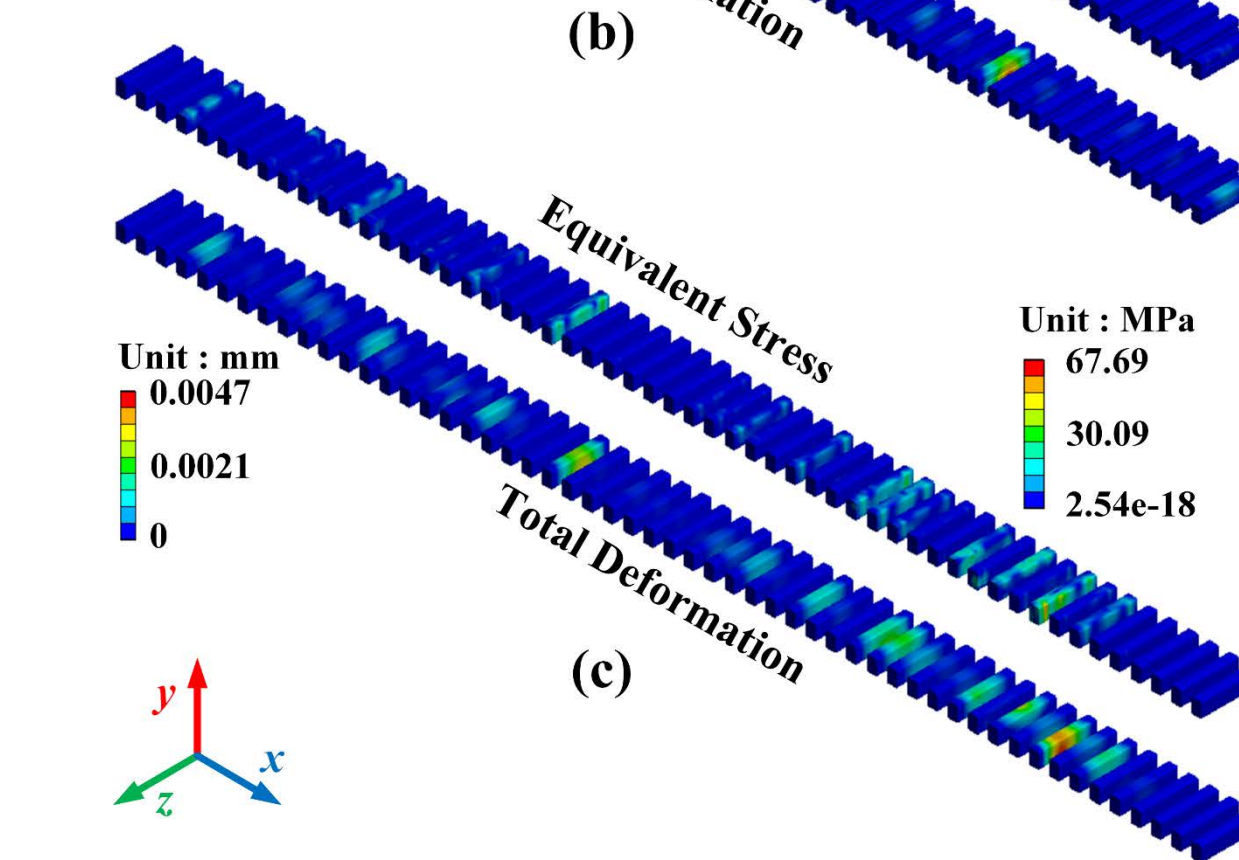 (b)
Equivalent Stress
Unit : MPa
67.69
30.09
2.54e-18
Unit : mm
0.0047
0.0021
0
Total Deformation
(c)
y
x
z